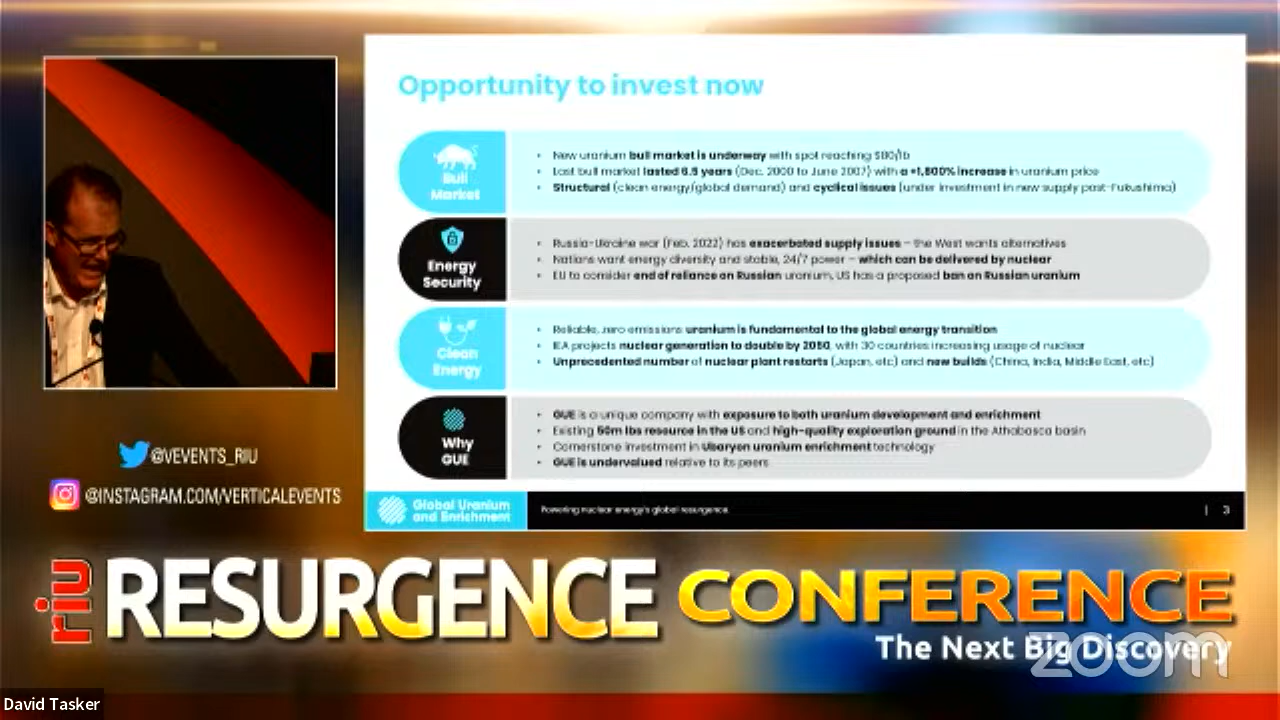 Opportunity to invest now
Bull
Market
• New uranium bull market is underway with spot reaching $80/lb
• Last bull market lasted 6.5 years (Dec. 2000 to June 2007) with a +1,800% increase in uranium price
• Structural (clean energy/global demand) and cyclical issues (under investment in new supply post-Fukushima)
Energy
Security
• Russia-Ukraine war (Feb. 2022) has exacerbated supply issues – the West wants alternatives
• Nations want energy diversity and stable, 24/7 power – which can be delivered by nuclear
• EU to consider end of reliance on Russian uranium, US has a proposed ban on Russian uranium
Clean
Energy
• Reliable, zero emissions uranium is fundamental to the global energy transition
• IEA projects nuclear generation to double by 2050, with 30 countries increasing usage of nuclear
• Unprecedented number of nuclear plant restarts (Japan, etc) and new builds (China, India, Middle East, etc)
Why
GUE
• GUE is a unique company with exposure to both uranium development and enrichment
• Existing 50m lbs resource in the US and high-quality exploration ground in the Athabasca basin
• Cornerstone investment in Ubaryon uranium enrichment technology
• GUE is undervalued relative to its peers
Global Uranium
and Enrichment
Powering nuclear energy's global resurgence
| 3
@VEVENTS_RIU
@INSTAGRAM.COM/VERTICALEVENTS
riu RESURGENCE CONFERENCE
The Next Big Discovery
zoom
David Tasker